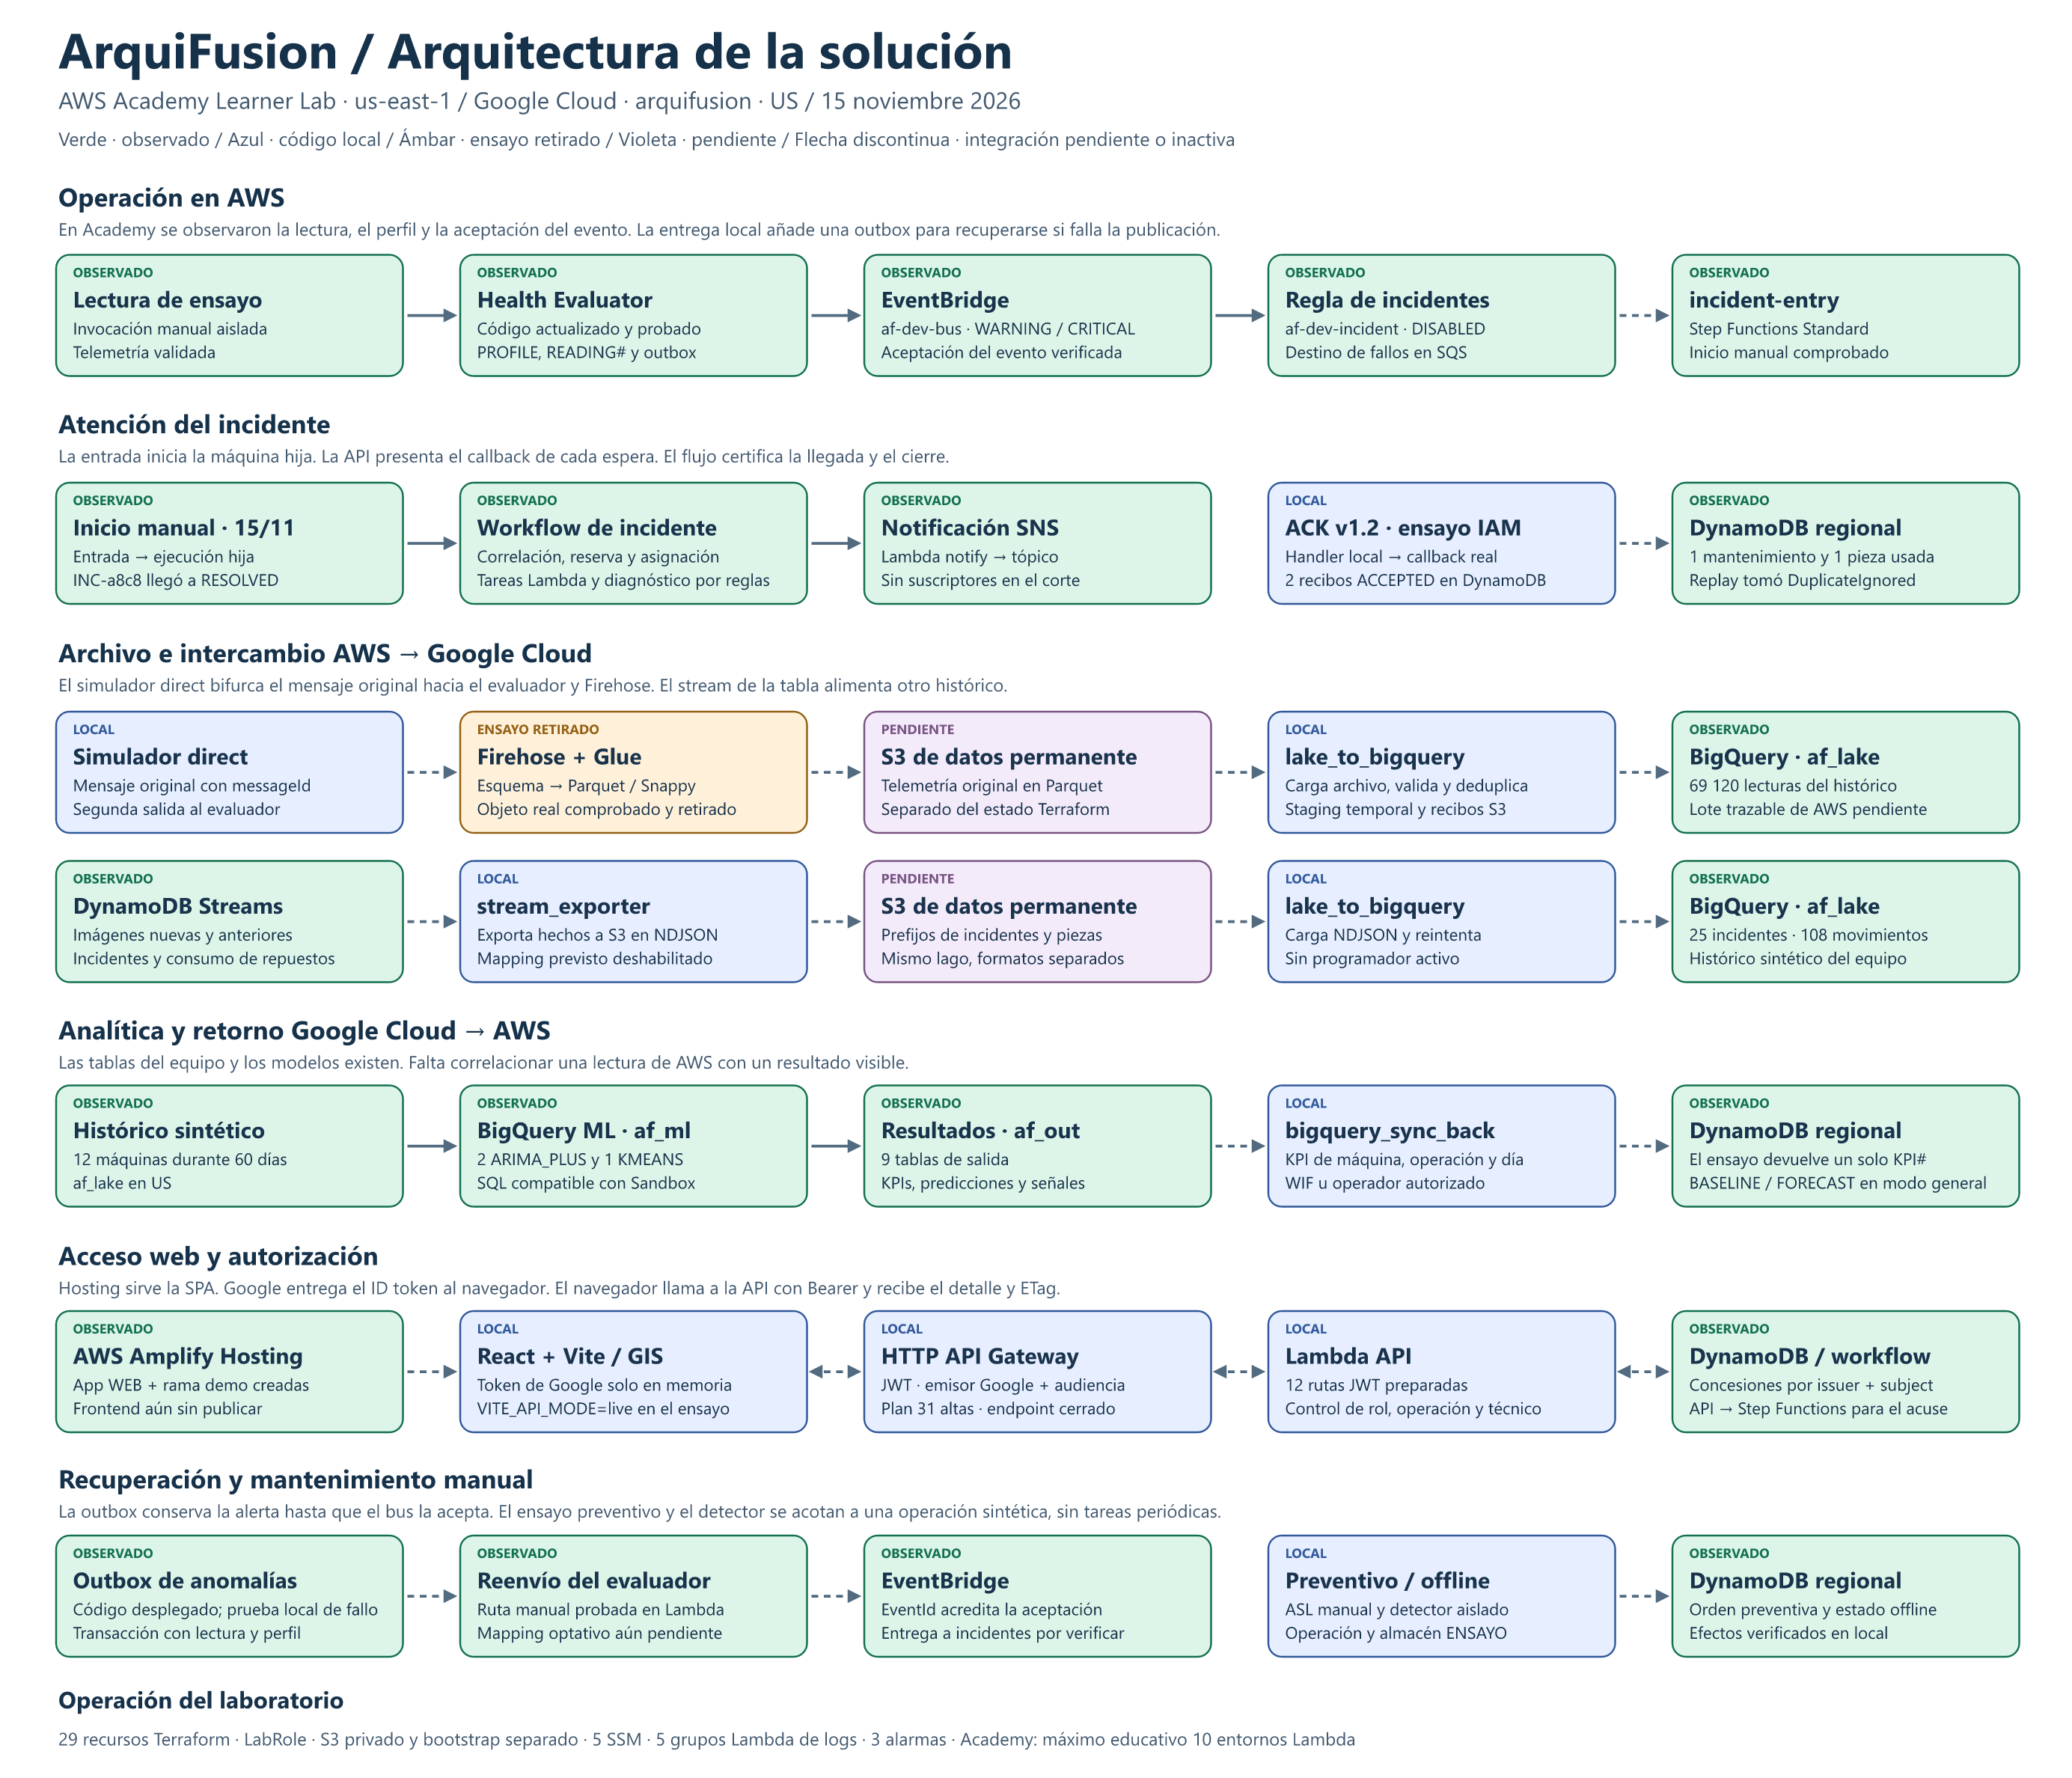 ArquiFusion / Arquitectura de la solución
AWS Academy Learner Lab · us-east-1 / Google Cloud · arquifusion · US / 15 noviembre 2026
Verde · observado / Azul · código local / Ámbar · ensayo retirado / Violeta · pendiente / Flecha discontinua · integración pendiente o inactiva
Operación en AWS
En Academy se observaron la lectura, el perfil y la aceptación del evento. La entrega local añade una outbox para recuperarse si falla la publicación.
OBSERVADO
Lectura de ensayo
Invocación manual aislada
Telemetría validada
OBSERVADO
Health Evaluator
Código actualizado y probado
PROFILE, READING# y outbox
OBSERVADO
EventBridge
af-dev-bus · WARNING / CRITICAL
Aceptación del evento verificada
OBSERVADO
Regla de incidentes
af-dev-incident · DISABLED
Destino de fallos en SQS
OBSERVADO
incident-entry
Step Functions Standard
Inicio manual comprobado
Atención del incidente
La entrada inicia la máquina hija. La API presenta el callback de cada espera. El flujo certifica la llegada y el cierre.
OBSERVADO
Inicio manual · 15/11
Entrada → ejecución hija
INC-a8c8 llegó a RESOLVED
OBSERVADO
Workflow de incidente
Correlación, reserva y asignación
Tareas Lambda y diagnóstico por reglas
OBSERVADO
Notificación SNS
Lambda notify → tópico
Sin suscriptores en el corte
LOCAL
ACK v1.2 · ensayo IAM
Handler local → callback real
2 recibos ACCEPTED en DynamoDB
OBSERVADO
DynamoDB regional
1 mantenimiento y 1 pieza usada
Replay tomó DuplicateIgnored
Archivo e intercambio AWS → Google Cloud
El simulador direct bifurca el mensaje original hacia el evaluador y Firehose. El stream de la tabla alimenta otro histórico.
LOCAL
Simulador direct
Mensaje original con messageId
Segunda salida al evaluador
ENSAYO RETIRADO
Firehose + Glue
Esquema → Parquet / Snappy
Objeto real comprobado y retirado
PENDIENTE
S3 de datos permanente
Telemetría original en Parquet
Separado del estado Terraform
LOCAL
lake_to_bigquery
Carga archivo, valida y deduplica
Staging temporal y recibos S3
OBSERVADO
BigQuery · af_lake
69 120 lecturas del histórico
Lote trazable de AWS pendiente
OBSERVADO
DynamoDB Streams
Imágenes nuevas y anteriores
Incidentes y consumo de repuestos
LOCAL
stream_exporter
Exporta hechos a S3 en NDJSON
Mapping previsto deshabilitado
PENDIENTE
S3 de datos permanente
Prefijos de incidentes y piezas
Mismo lago, formatos separados
LOCAL
lake_to_bigquery
Carga NDJSON y reintenta
Sin programador activo
OBSERVADO
BigQuery · af_lake
25 incidentes · 108 movimientos
Histórico sintético del equipo
Analítica y retorno Google Cloud → AWS
Las tablas del equipo y los modelos existen. Falta correlacionar una lectura de AWS con un resultado visible.
OBSERVADO
Histórico sintético
12 máquinas durante 60 días
af_lake en US
OBSERVADO
BigQuery ML · af_ml
2 ARIMA_PLUS y 1 KMEANS
SQL compatible con Sandbox
OBSERVADO
Resultados · af_out
9 tablas de salida
KPIs, predicciones y señales
LOCAL
bigquery_sync_back
KPI de máquina, operación y día
WIF u operador autorizado
OBSERVADO
DynamoDB regional
El ensayo devuelve un solo KPI#
BASELINE / FORECAST en modo general
Acceso web y autorización
Hosting sirve la SPA. Google entrega el ID token al navegador. El navegador llama a la API con Bearer y recibe el detalle y ETag.
OBSERVADO
AWS Amplify Hosting
App WEB + rama demo creadas
Frontend aún sin publicar
LOCAL
React + Vite / GIS
Token de Google solo en memoria
VITE_API_MODE=live en el ensayo
LOCAL
HTTP API Gateway
JWT · emisor Google + audiencia
Plan 31 altas · endpoint cerrado
LOCAL
Lambda API
12 rutas JWT preparadas
Control de rol, operación y técnico
OBSERVADO
DynamoDB / workflow
Concesiones por issuer + subject
API → Step Functions para el acuse
Recuperación y mantenimiento manual
La outbox conserva la alerta hasta que el bus la acepta. El ensayo preventivo y el detector se acotan a una operación sintética, sin tareas periódicas.
OBSERVADO
Outbox de anomalías
Código desplegado; prueba local de fallo
Transacción con lectura y perfil
OBSERVADO
Reenvío del evaluador
Ruta manual probada en Lambda
Mapping optativo aún pendiente
OBSERVADO
EventBridge
EventId acredita la aceptación
Entrega a incidentes por verificar
LOCAL
Preventivo / offline
ASL manual y detector aislado
Operación y almacén ENSAYO
OBSERVADO
DynamoDB regional
Orden preventiva y estado offline
Efectos verificados en local
Operación del laboratorio
29 recursos Terraform · LabRole · S3 privado y bootstrap separado · 5 SSM · 5 grupos Lambda de logs · 3 alarmas · Academy: máximo educativo 10 entornos Lambda